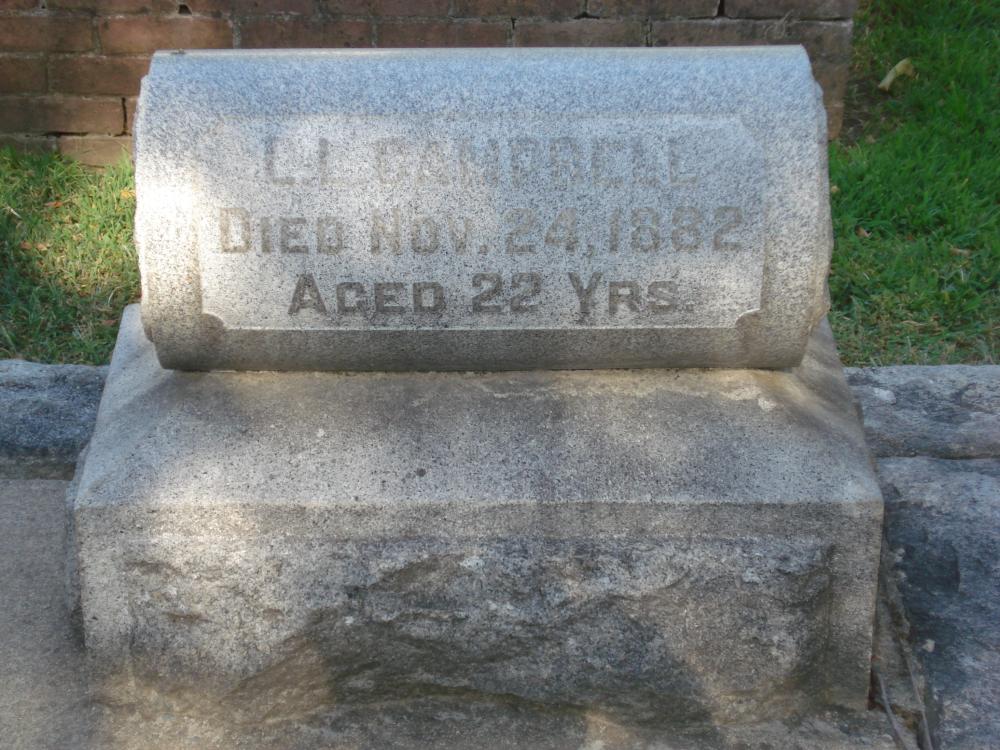 L.L. CAMPBELL
DIED NOV. 24, 1882
AGED 22 YRS.